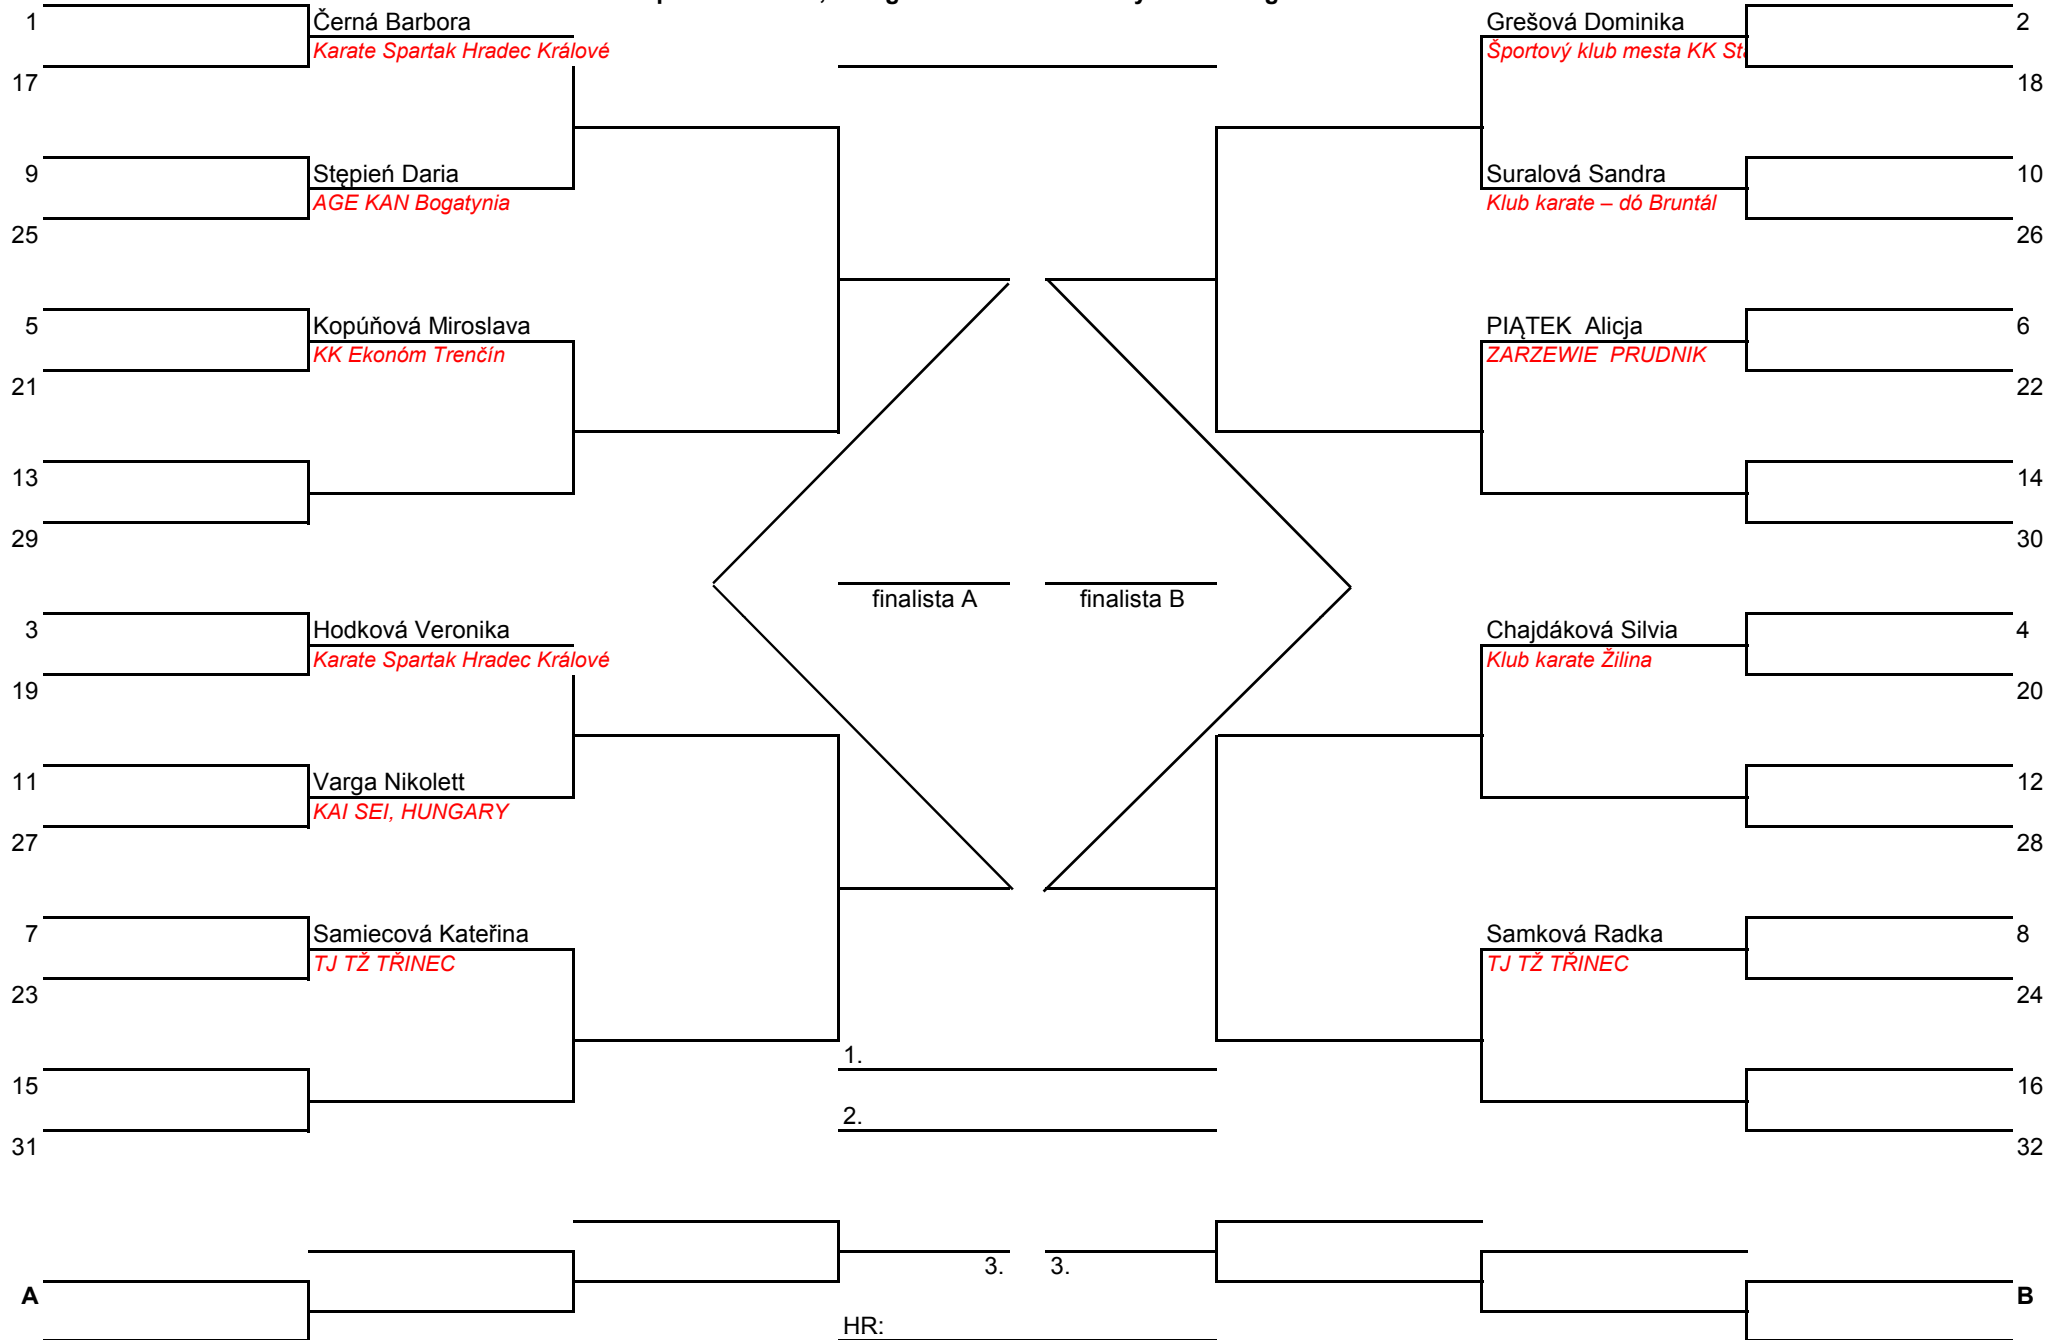 1
Černá Barbora
Karate Spartak Hradec Králové
17
9
Stępień Daria
AGE KAN Bogatynia
25
5
Kopúňová Miroslava
KK Ekonóm Trenčín
21
13
29
3
Hodková Veronika
Karate Spartak Hradec Králové
19
11
Varga Nikolett
KAI SEI, HUNGARY
27
7
Samiecová Kateřina
TJ TŽ TŘINEC
23
15
31
A
finalista A
finalista B
1.
2.
3.
3.
HR:
Grešová Dominika
2
Športový klub mesta KK
18
Suralová Sandra
10
Klub karate – dó Bruntál
26
PIĄTEK Alicja
6
ZARZEWIE PRUDNIK
22
14
30
Chajdáková Silvia
4
Klub karate Žilina
20
12
28
Samková Radka
8
TJ TŽ TŘINEC
24
16
32
B